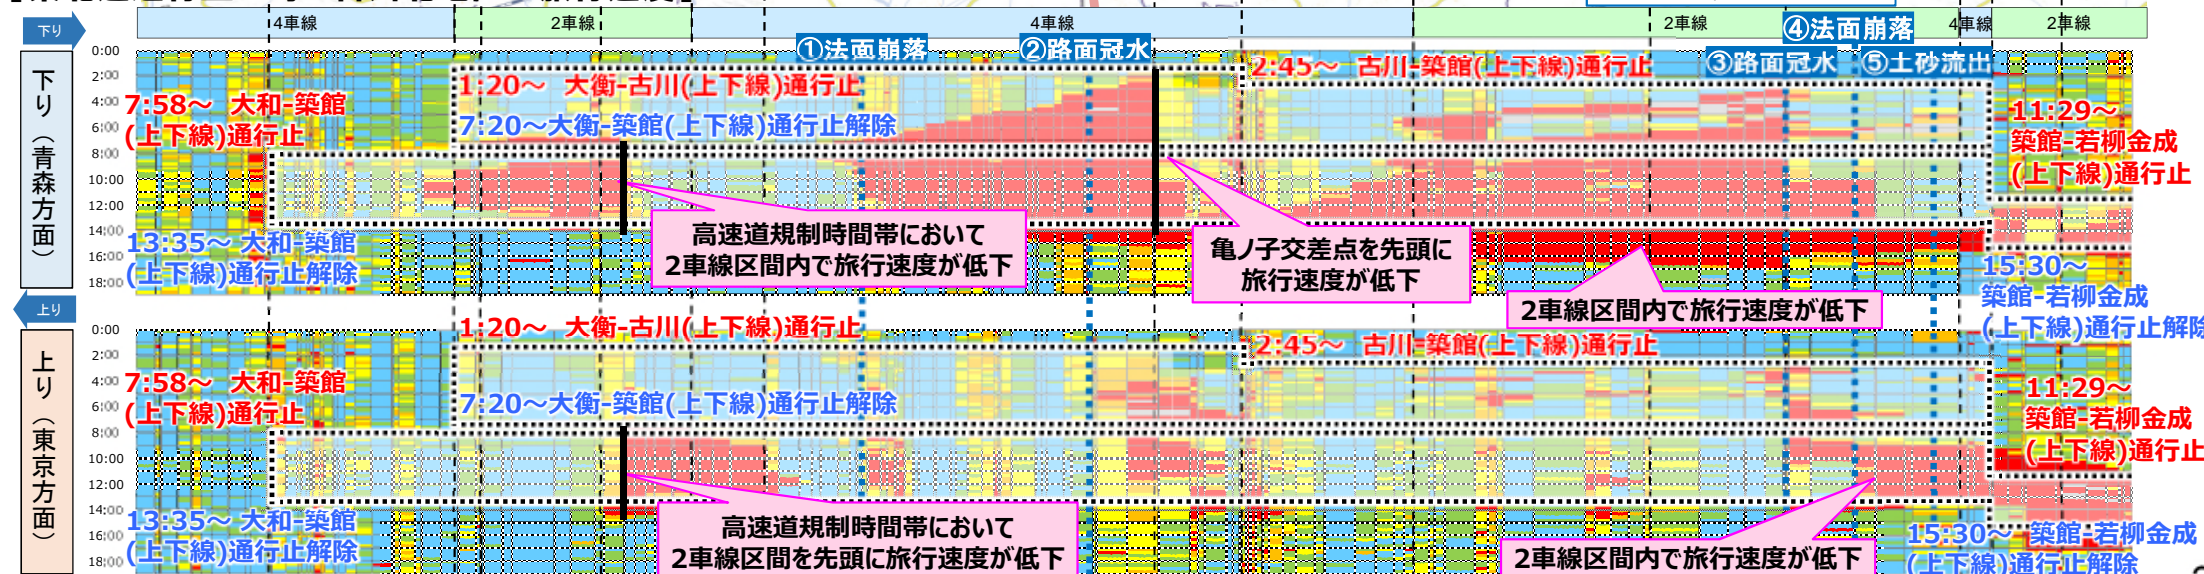 下り
4車線
2車線
4車線
2車線
4車線
2車線
①法面崩落
②路面冠水
③路面冠水
④法面崩落
⑤土砂流出
下り(青森方面)
0:00
2:00
4:00
6:00
8:00
10:00
12:00
14:00
16:00
18:00
1:20~ 大衡-古川(上下線)通行止
2:45~ 古川-築館(上下線)通行止
7:58~ 大和-築館
(上下線)通行止
7:20~大衡-築館(上下線)通行止解除
11:29~
築館-若柳金成
(上下線)通行止
13:35~ 大和-築館
(上下線)通行止解除
高速道規制時間帯において
2車線区間内で旅行速度が低下
亀ノ子交差点を先頭に
旅行速度が低下
2車線区間内で旅行速度が低下
15:30~
築館-若柳金成
(上下線)通行止解除
上り
上り(東京方面)
0:00
2:00
4:00
6:00
8:00
10:00
12:00
14:00
16:00
18:00
1:20~ 大衡-古川(上下線)通行止
2:45~ 古川-築館(上下線)通行止
7:58~ 大和-築館
(上下線)通行止
7:20~大衡-築館(上下線)通行止解除
11:29~
築館-若柳金成
(上下線)通行止
13:35~ 大和-築館
(上下線)通行止解除
高速道規制時間帯において
2車線区間を先頭に旅行速度が低下
2車線区間内で旅行速度が低下
15:30~ 築館-若柳金成
(上下線)通行止解除